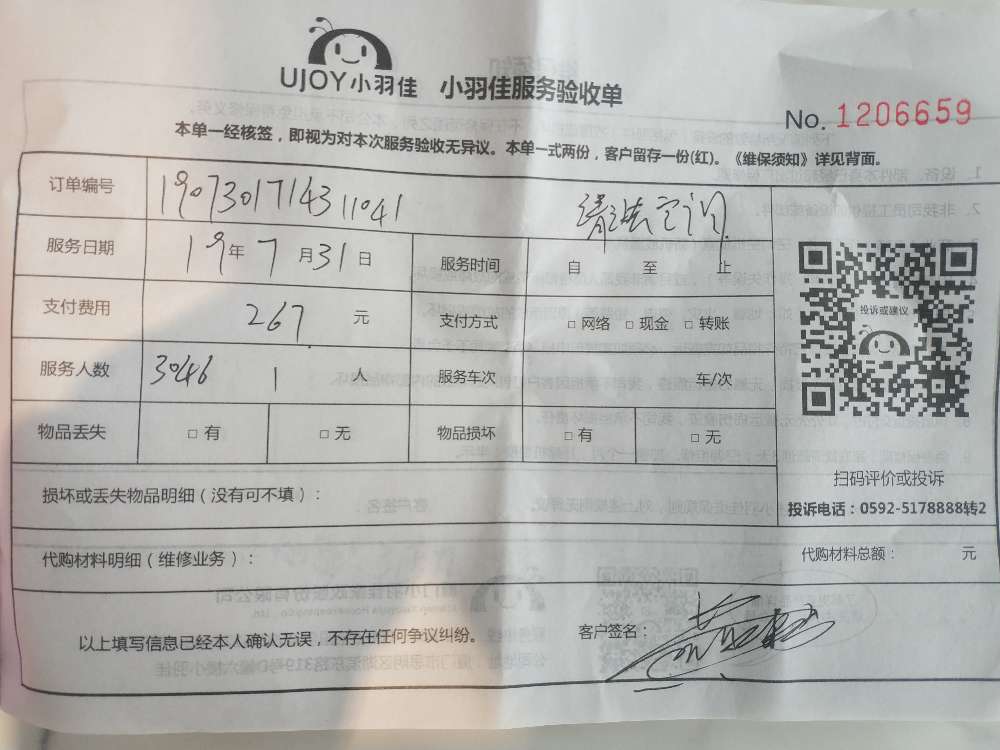 UJOY小羽佳 小羽佳服务验收单
No. 1206659
本单一经核签，即视为对本次服务验收无异议。本单一式两份，客户留存一份(红)。《维保须知》详见背面。
订单编号 190730171431041 清洗空调
服务日期 19年7月31日 服务时间 自 至 止
支付费用 267 元 支付方式 □ 网络 □ 现金 □ 转账
服务人数 3046 1 人 服务车次 车/次
物品丢失 □ 有 □ 无 物品损坏 □ 有 □ 无
投诉或建议
扫码评价或投诉
投诉电话：0592-5178888转2
损坏或丢失物品明细（没有可不填）：
代购材料明细（维修业务）： 代购材料总额： 元
以上填写信息已经本人确认无误，不存在任何争议纠纷。 客户签名：